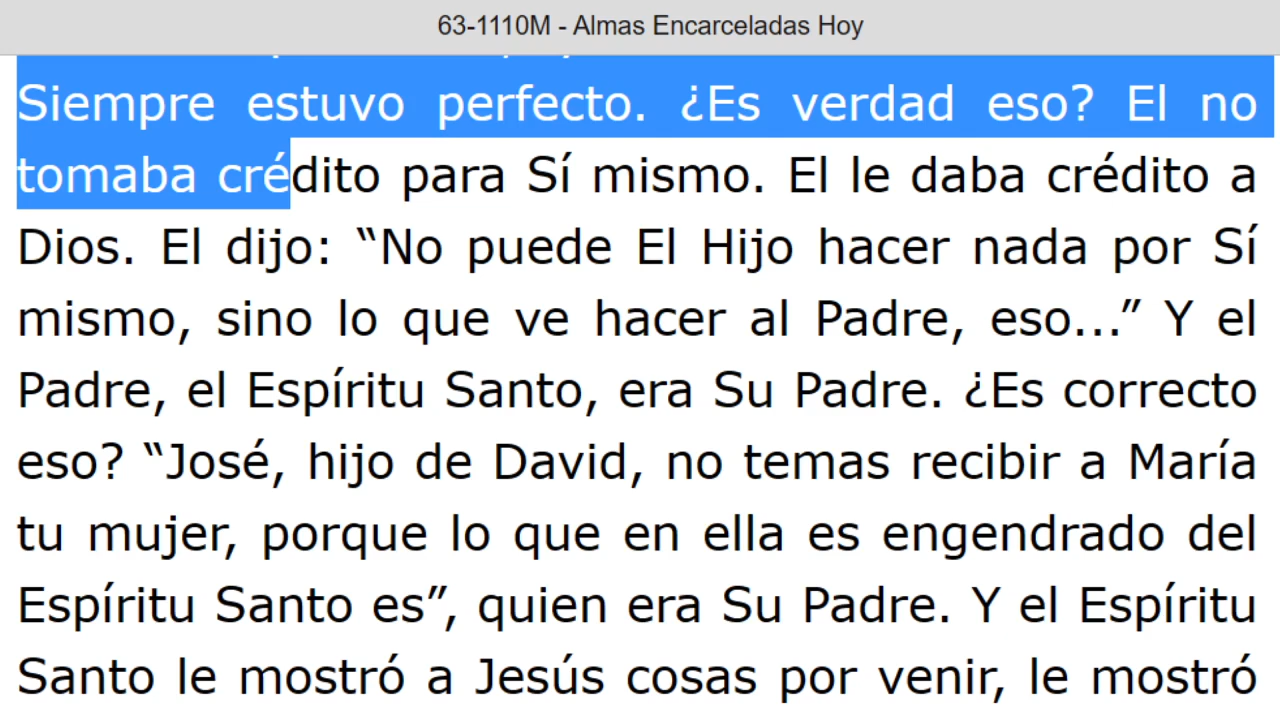 63-1110M - Almas Encarceladas Hoy
Siempre estuvo perfecto. ¿Es verdad eso? El no
tomaba crédito para Sí mismo. El le daba crédito a
Dios. El dijo: “No puede El Hijo hacer nada por Sí
mismo, sino lo que ve hacer al Padre, eso...” Y el
Padre, el Espíritu Santo, era Su Padre. ¿Es correcto
eso? “José, hijo de David, no temas recibir a María
tu mujer, porque lo que en ella es engendrado del
Espíritu Santo es”, quien era Su Padre. Y el Espíritu
Santo le mostró a Jesús cosas por venir, le mostró